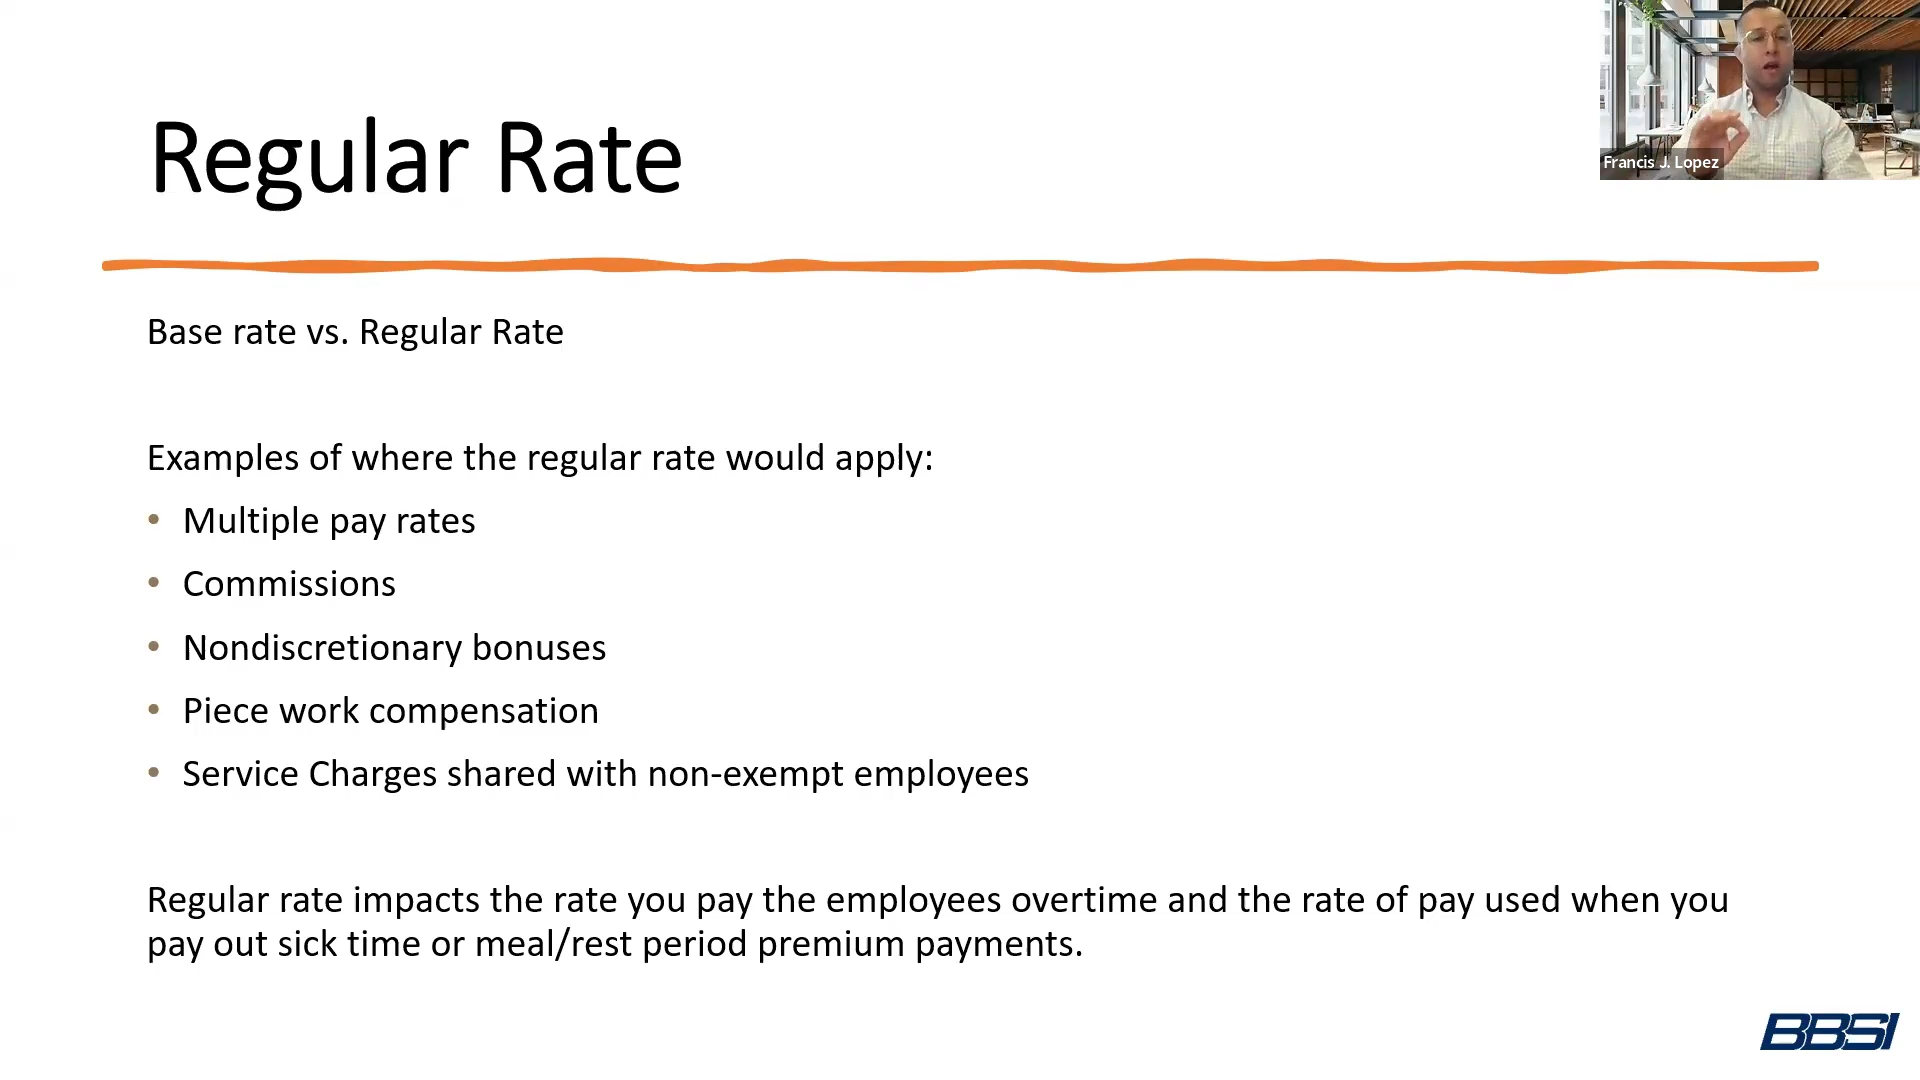 Regular Rate
Francis J. Lopez
Base rate vs. Regular Rate
Examples of where the regular rate would apply:
• Multiple pay rates
• Commissions
• Nondiscretionary bonuses
• Piece work compensation
• Service Charges shared with non-exempt employees
Regular rate impacts the rate you pay the employees overtime and the rate of pay used when you
pay out sick time or meal/rest period premium payments.
BBSI